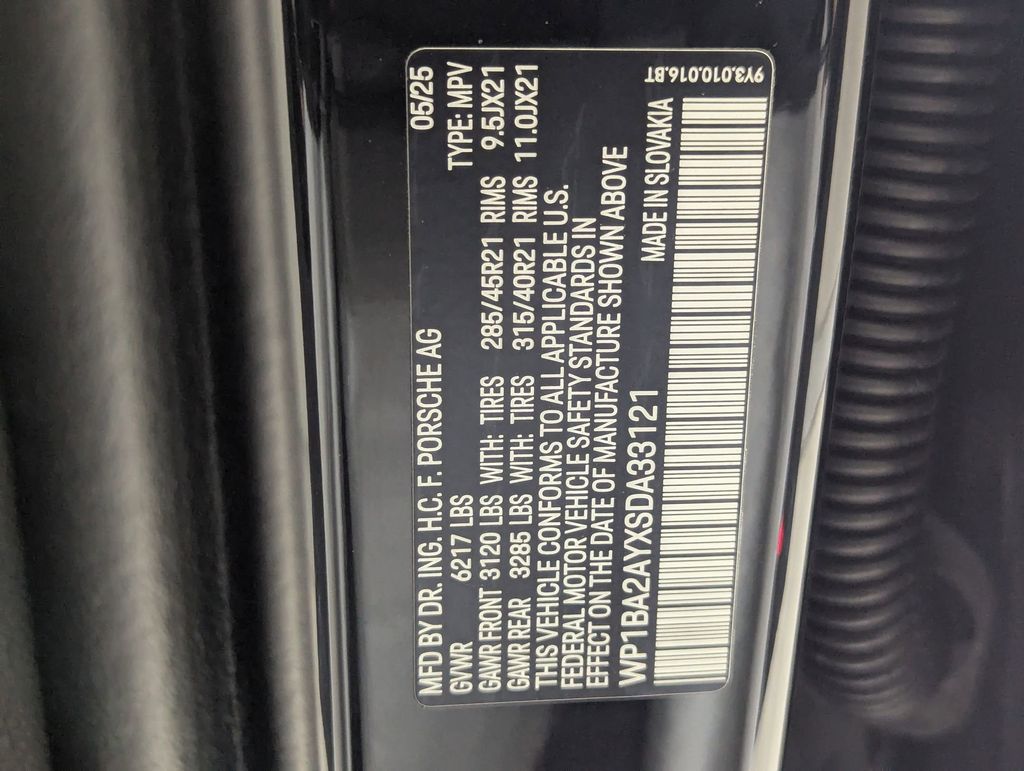 MFD BY DR. ING. H.C. F. PORSCHE AG 05/25
GVWR 6217 LBS TYPE: MPV
GAWR FRONT 3120 LBS WITH: TIRES 285/45R21 RIMS 9.5JX21
GAWR REAR 3285 LBS WITH: TIRES 315/40R21 RIMS 11.0JX21
THIS VEHICLE CONFORMS TO ALL APPLICABLE U.S.
FEDERAL MOTOR VEHICLE SAFETY STANDARDS IN
EFFECT ON THE DATE OF MANUFACTURE SHOWN ABOVE
WP1BA2AYXSDA33121 MADE IN SLOVAKIA
9Y3.010.016.BT